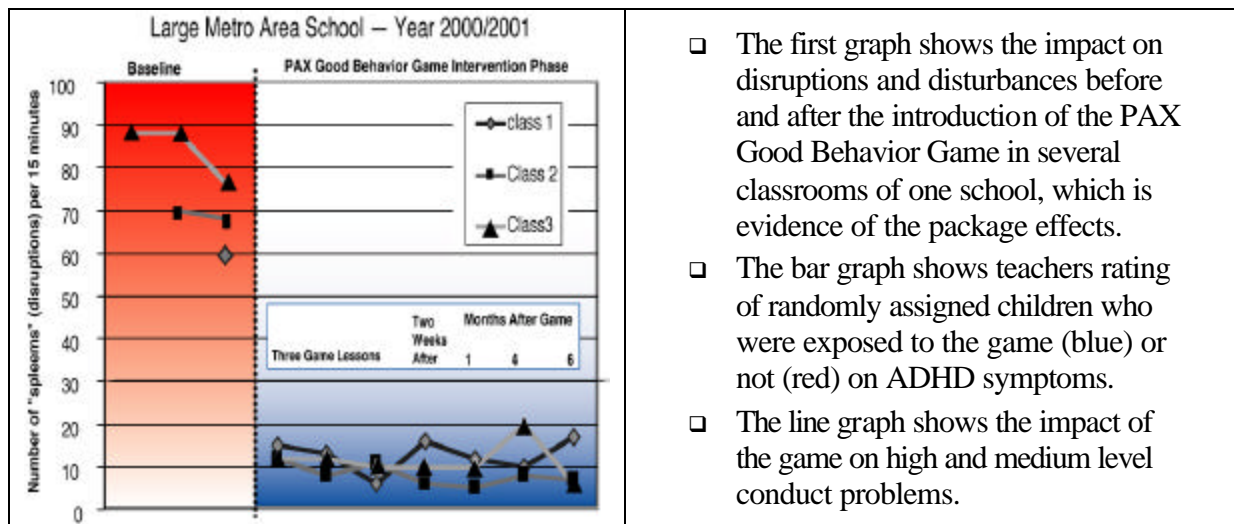 Large Metro Area School — Year 2000/2001
Baseline
PAX Good Behavior Game Intervention Phase
Number of "spleems" (disruptions) per 15 minutes
100
90
80
70
60
50
40
30
20
10
0
class 1
Class 2
Class3
Three Game Lessons
Two
Weeks
After
Months After Game
1 4 6
❑ The first graph shows the impact on
disruptions and disturbances before
and after the introduction of the PAX
Good Behavior Game in several
classrooms of one school, which is
evidence of the package effects.
❑ The bar graph shows teachers rating
of randomly assigned children who
were exposed to the game (blue) or
not (red) on ADHD symptoms.
❑ The line graph shows the impact of
the game on high and medium level
conduct problems.